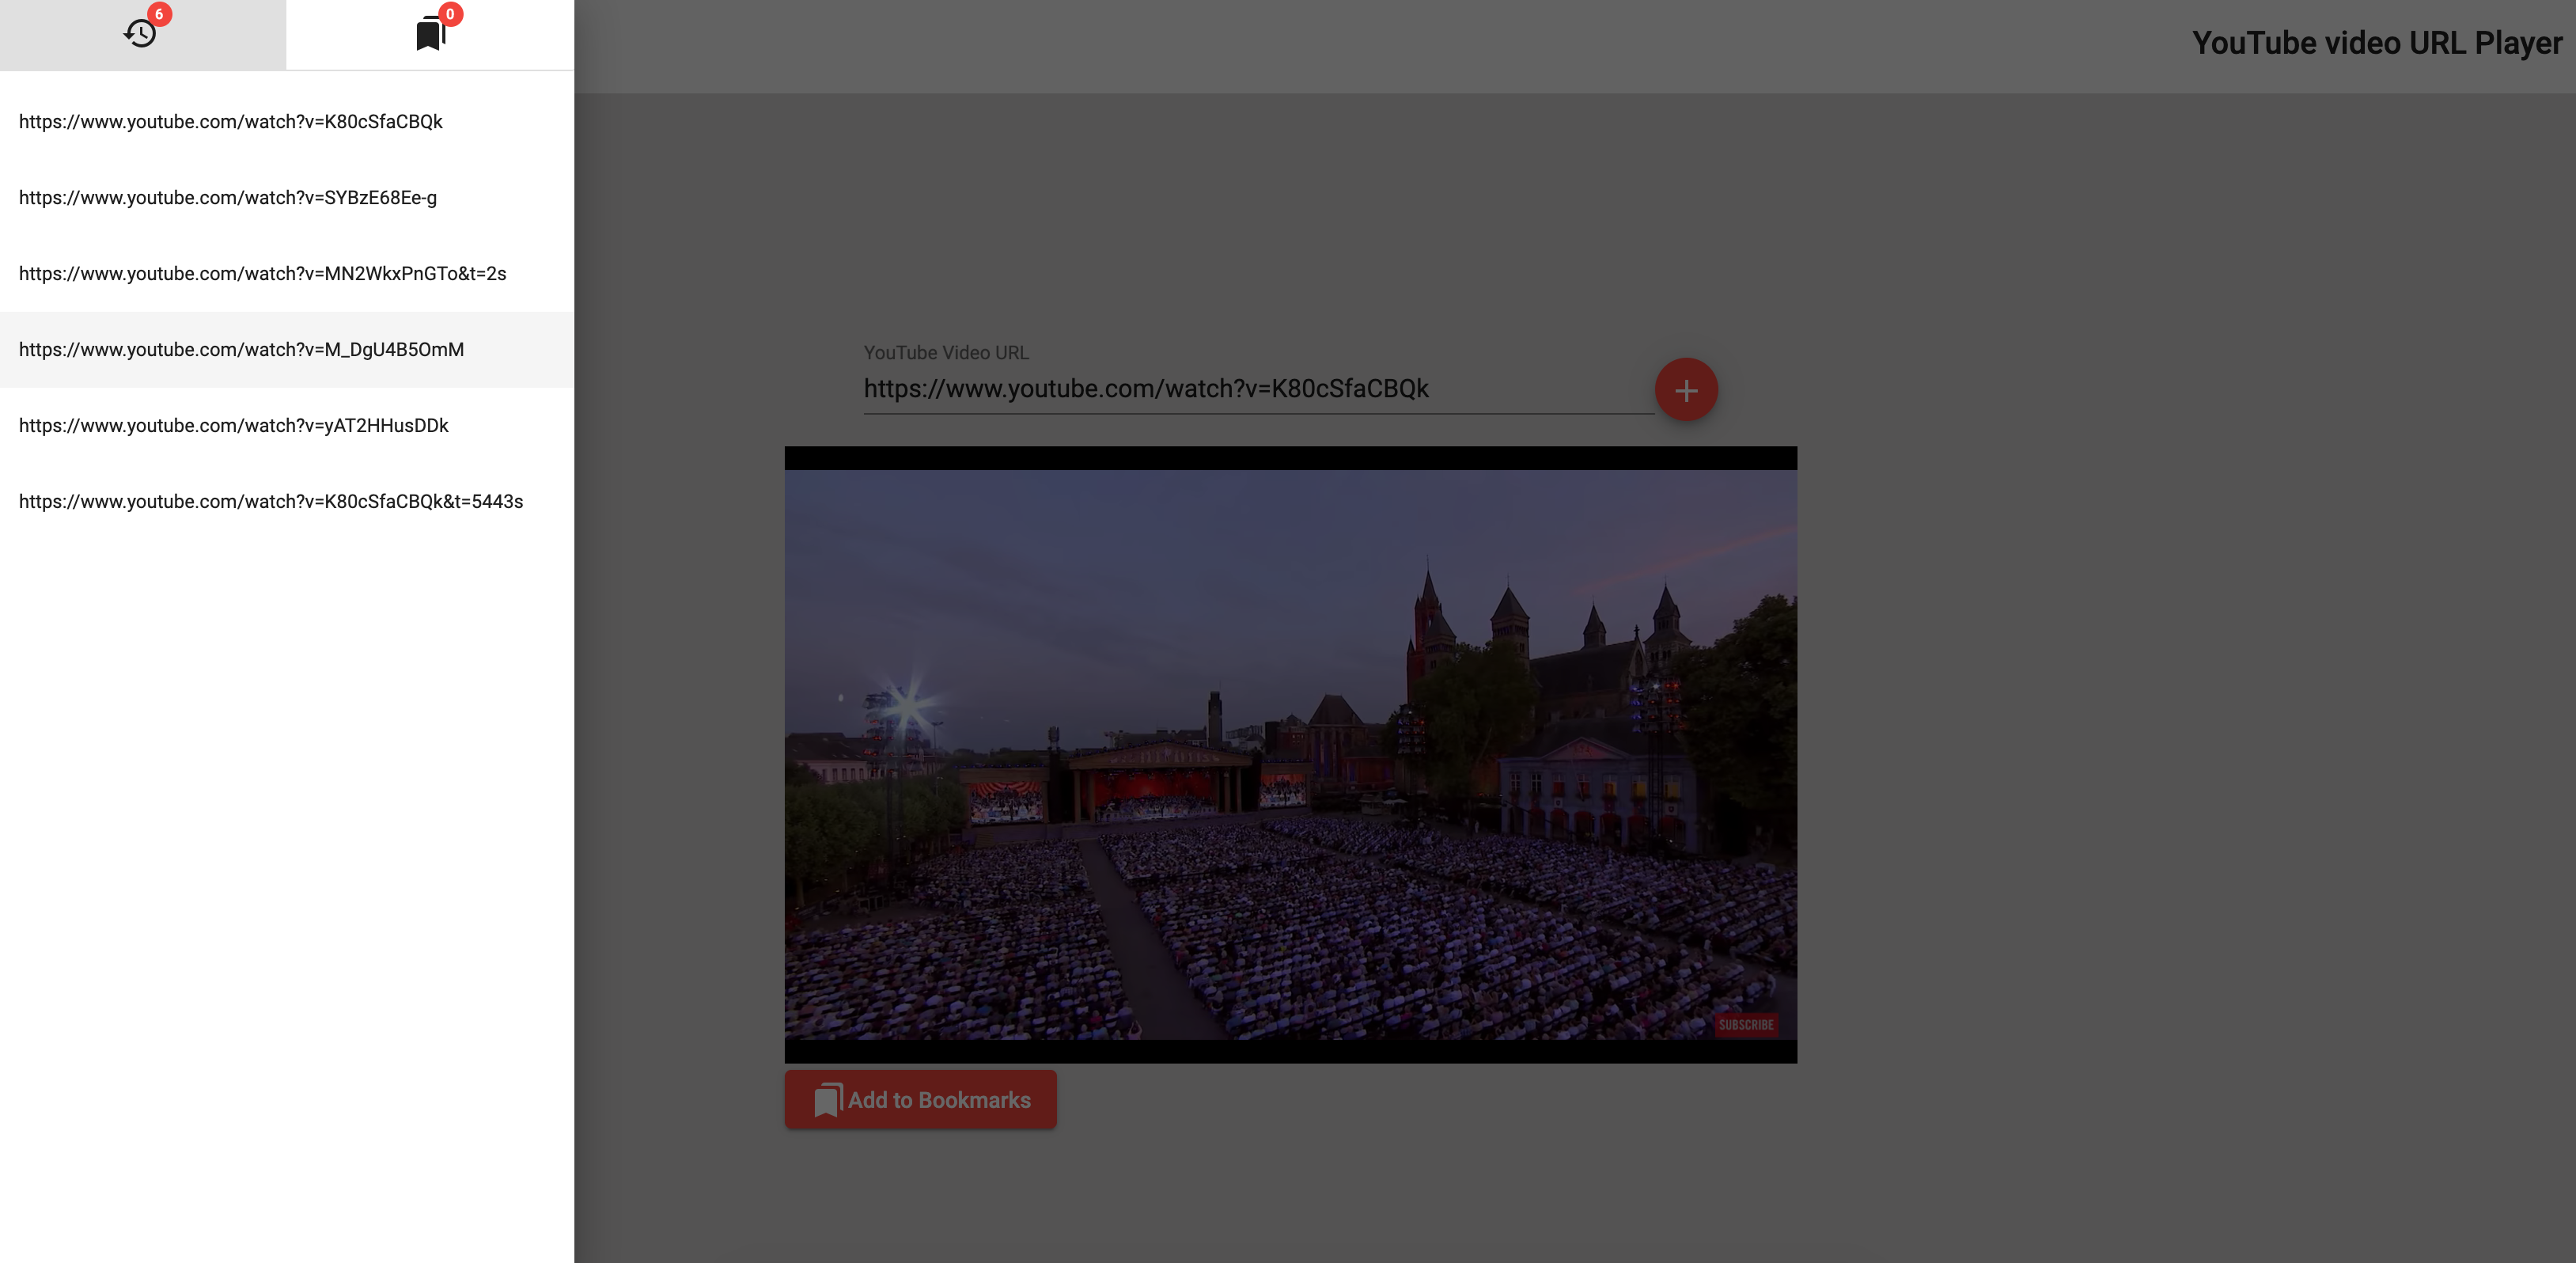 6
0
https://www.youtube.com/watch?v=K80cSfaCBQk
https://www.youtube.com/watch?v=SYBzE68Ee-g
https://www.youtube.com/watch?v=MN2WkxPnGTo&t=2s
https://www.youtube.com/watch?v=M_DgU4B5OmM
https://www.youtube.com/watch?v=yAT2HHusDDk
https://www.youtube.com/watch?v=K80cSfaCBQk&t=5443s
YouTube video URL Player
YouTube Video URL
https://www.youtube.com/watch?v=K80cSfaCBQk
SUBSCRIBE
Add to Bookmarks